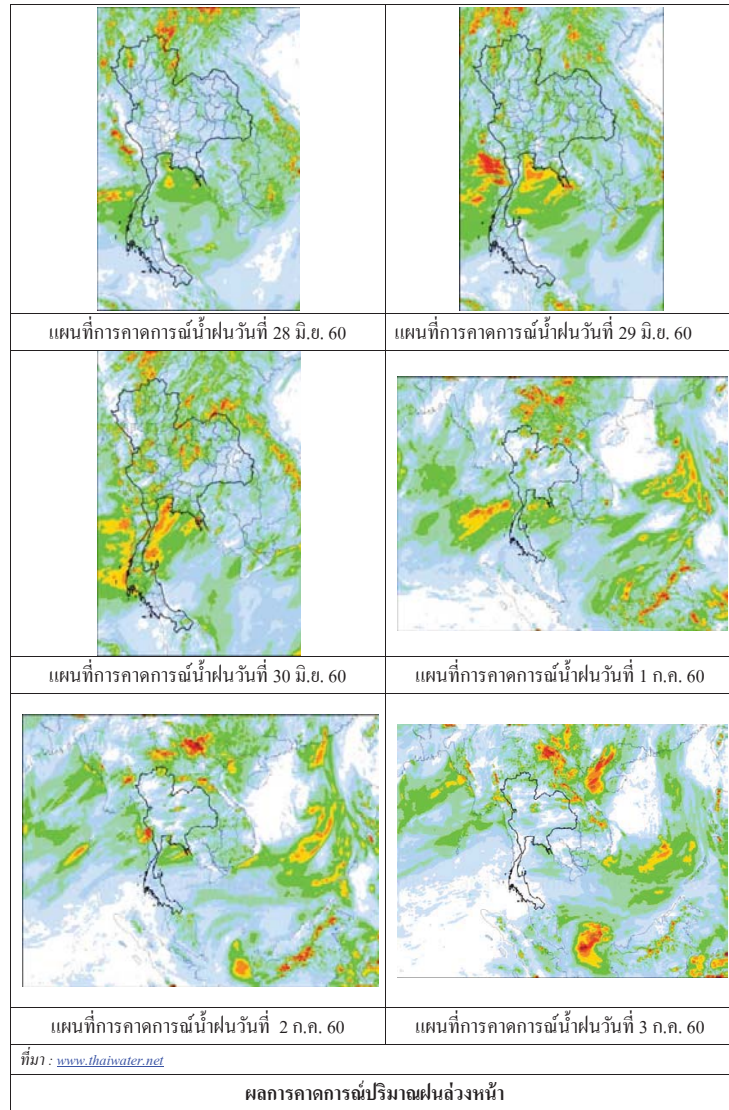 แผนที่การคาดการณ์น้ำฝนวันที่ 28 มิ.ย. 60
แผนที่การคาดการณ์น้ำฝนวันที่ 29 มิ.ย. 60
แผนที่การคาดการณ์น้ำฝนวันที่ 30 มิ.ย. 60
แผนที่การคาดการณ์น้ำฝนวันที่ 1 ก.ค. 60
แผนที่การคาดการณ์น้ำฝนวันที่ 2 ก.ค. 60
แผนที่การคาดการณ์น้ำฝนวันที่ 3 ก.ค. 60
ที่มา : www.thaiwater.net
ผลการคาดการณ์ปริมาณฝนล่วงหน้า